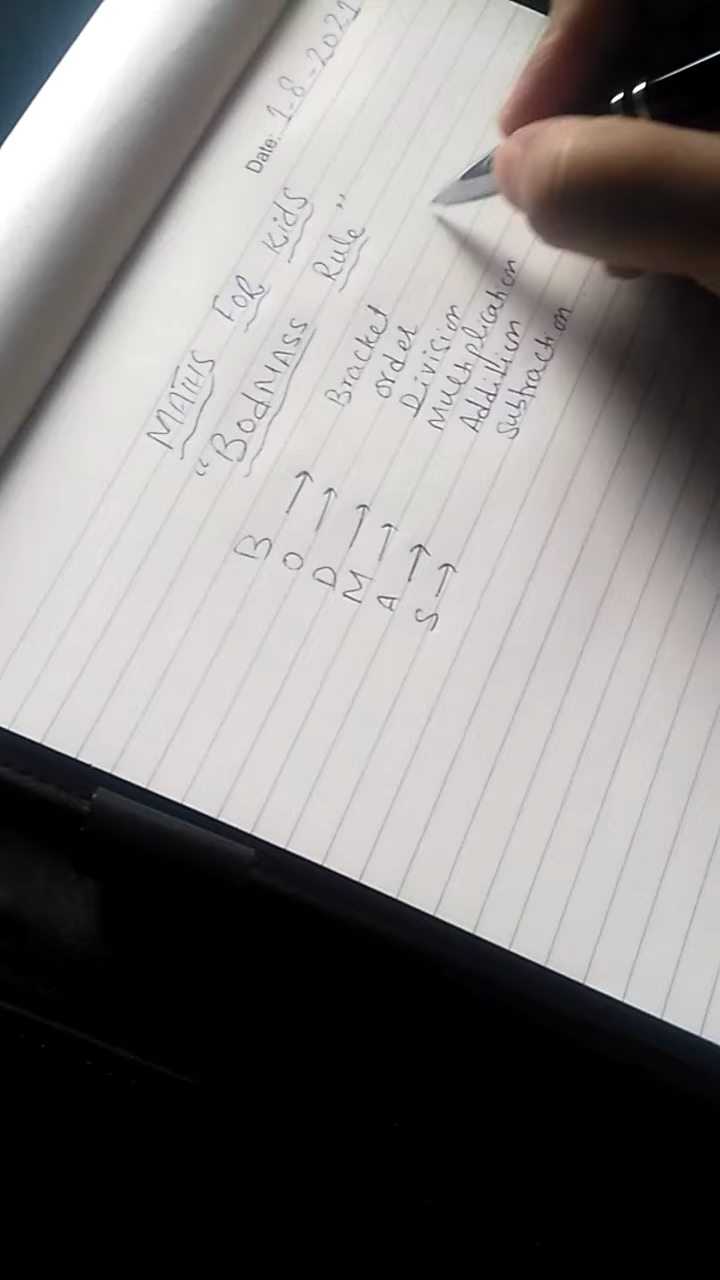 Date: 1-8-2021
MATHS FOR Kids
"BodMASS Rule"
B → Bracket
O → order
D → Division
M → Multiplication
A → Addition
S → Subtraction